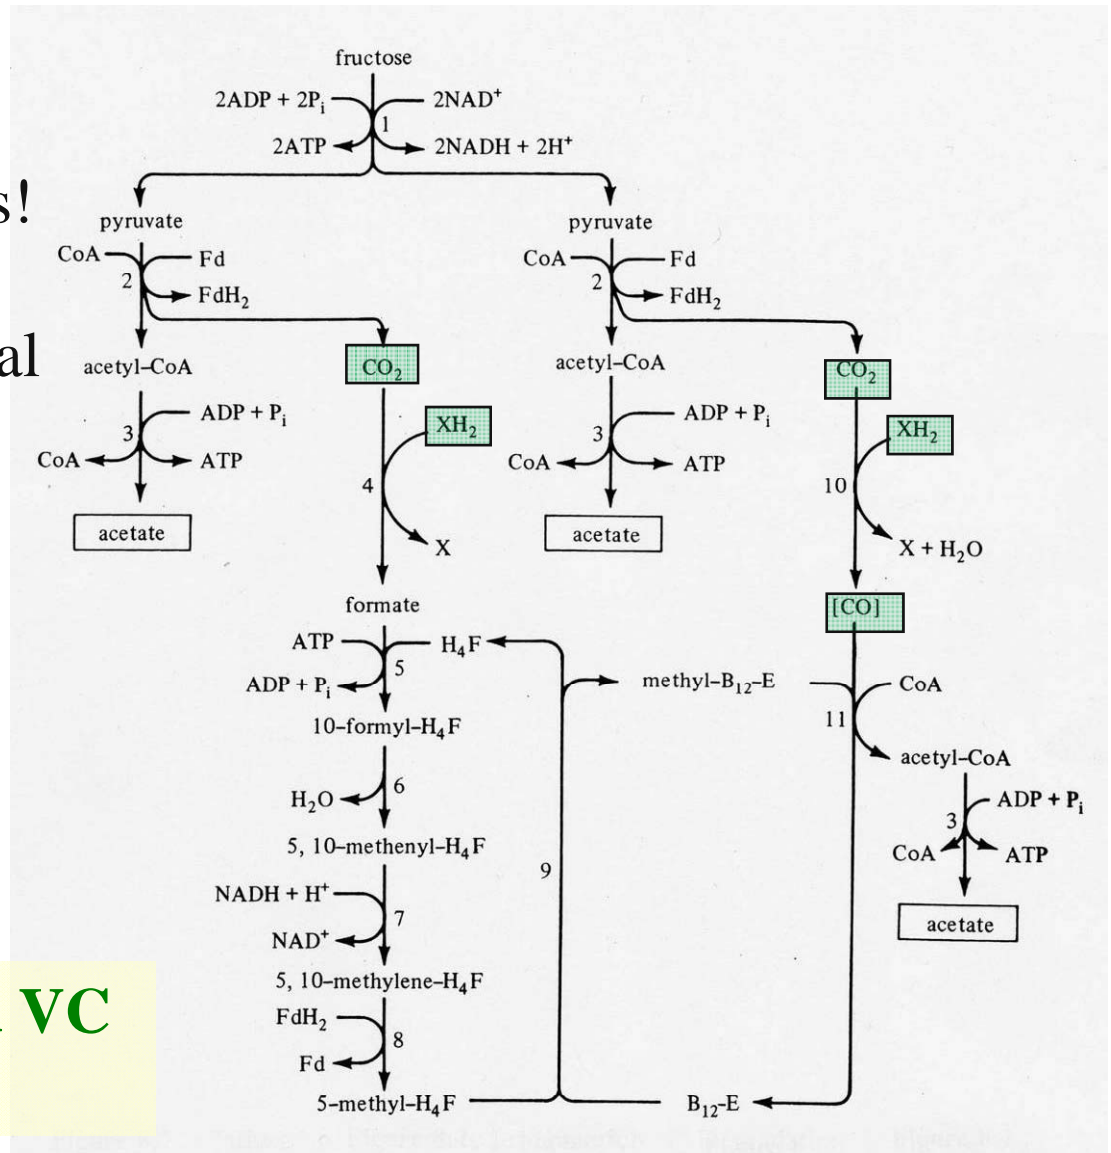 fructose
2ADP + 2Pi
2NAD+
1
2ATP
2NADH + 2H+
s!
pyruvate
pyruvate
CoA
Fd
CoA
Fd
2
FdH2
2
FdH2
al
acetyl–CoA
CO2
acetyl–CoA
CO2
ADP + Pi
XH2
ADP + Pi
XH2
3
CoA
ATP
3
CoA
ATP
4
10
acetate
X
acetate
X + H2O
formate
[CO]
ATP
H4F
5
ADP + Pi
methyl–B12–E
CoA
10–formyl–H4F
11
H2O
6
acetyl–CoA
5, 10–methenyl–H4F
ADP + Pi
3
CoA
ATP
9
NADH + H+
7
NAD+
acetate
5, 10–methylene–H4F
VC
FdH2
8
Fd
5–methyl–H4F
B12–E